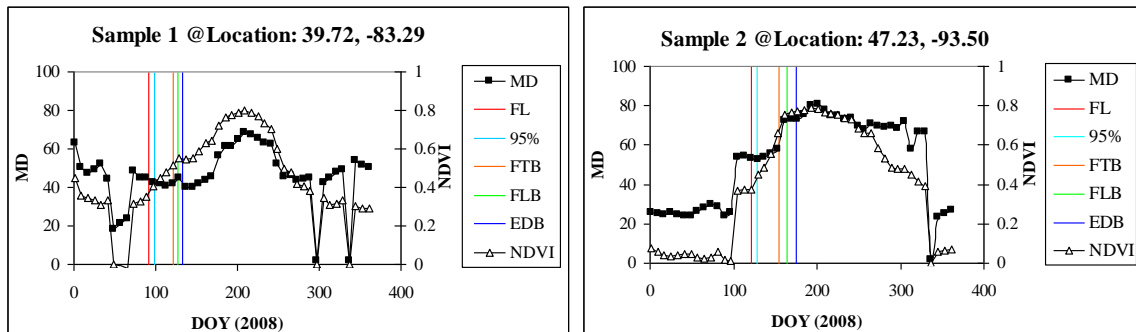 Sample 1 @Location: 39.72, -83.29
100
80
60
40
20
0
MD
0
100
200
300
400
DOY (2008)
1
0.8
0.6
0.4
0.2
0
NDVI
MD
FL
95%
FTB
FLB
EDB
NDVI
Sample 2 @Location: 47.23, -93.50
100
80
60
40
20
0
MD
0
100
200
300
400
DOY (2008)
1
0.8
0.6
0.4
0.2
0
NDVI
MD
FL
95%
FTB
FLB
EDB
NDVI